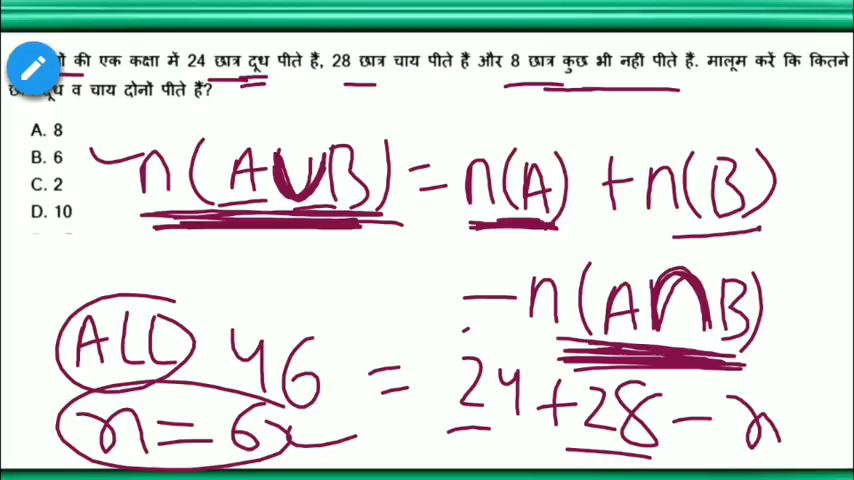 की एक कक्षा में 24 छात्र दूध पीते हैं, 28 छात्र चाय पीते हैं और 8 छात्र कुछ भी नहीं पीते हैं. मालूम करें कि कितने
व चाय दोनों पीते हैं?
A. 8
B. 6
C. 2
D. 10
n(A∪B) = n(A) + n(B)
- n(A∩B)
ALL 46 = 24 + 28 - x
x = 6